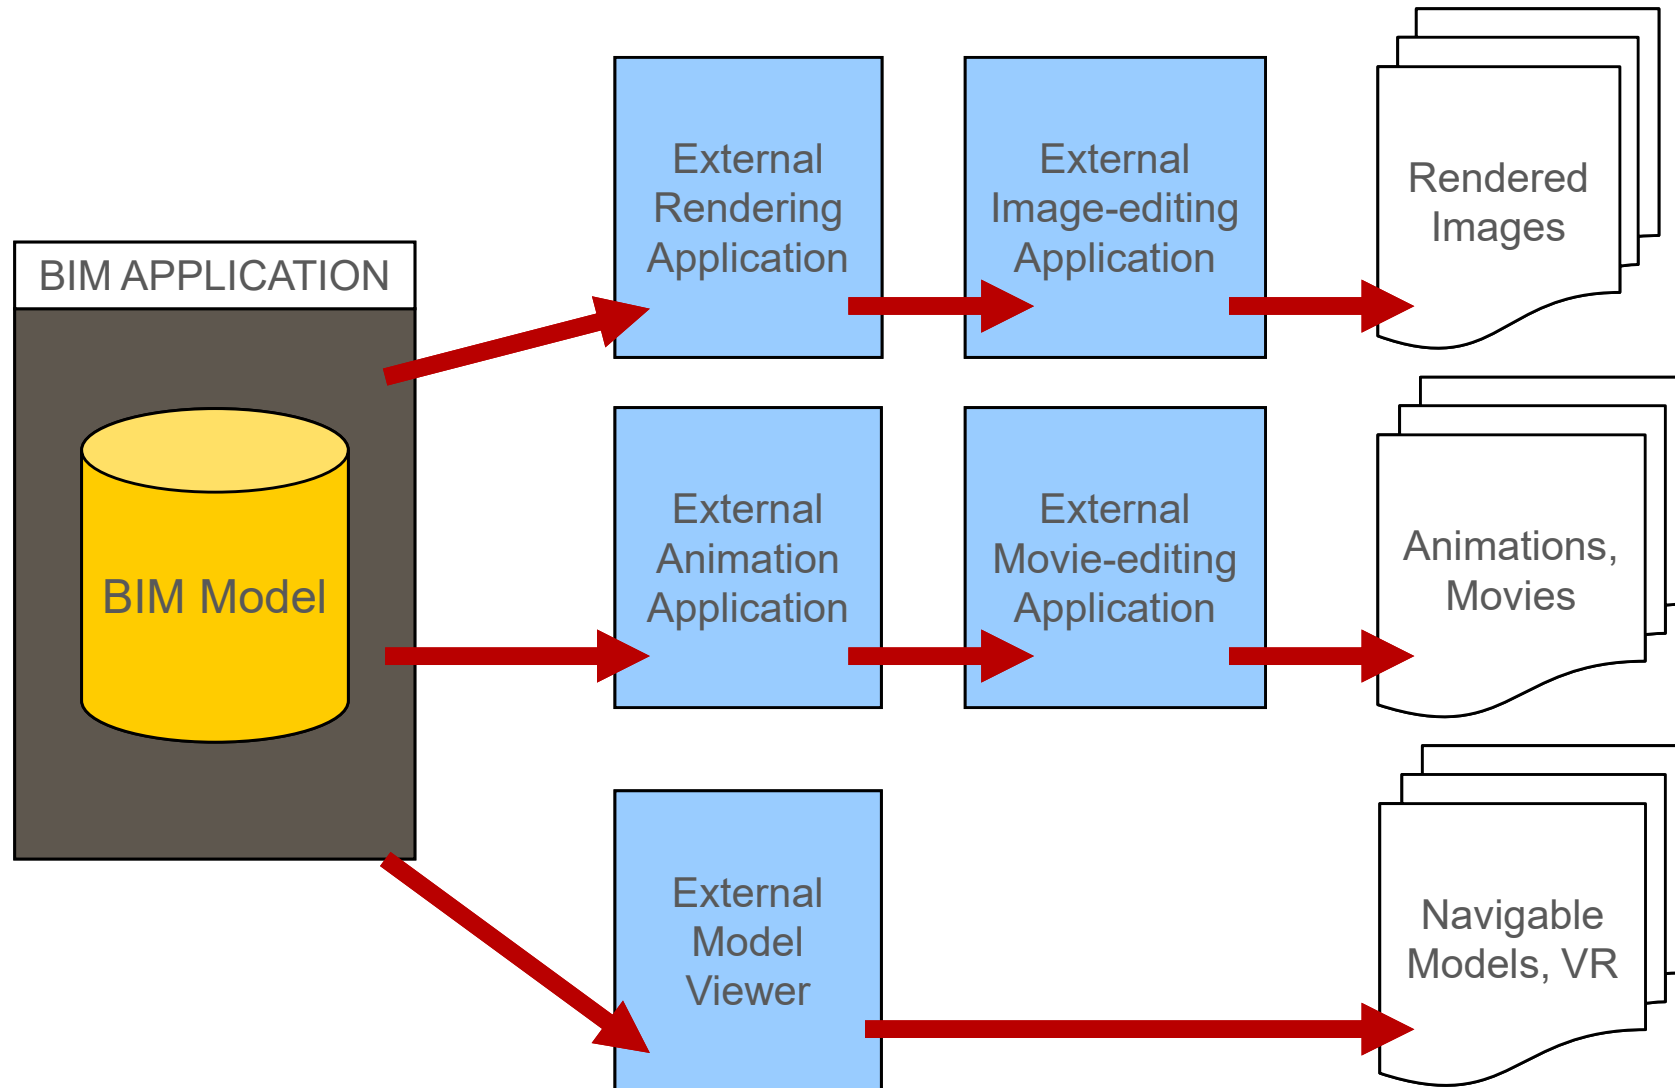 BIM APPLICATION
BIM Model
External
Rendering
Application
External
Image-editing
Application
Rendered
Images
External
Animation
Application
External
Movie-editing
Application
Animations,
Movies
External
Model
Viewer
Navigable
Models, VR